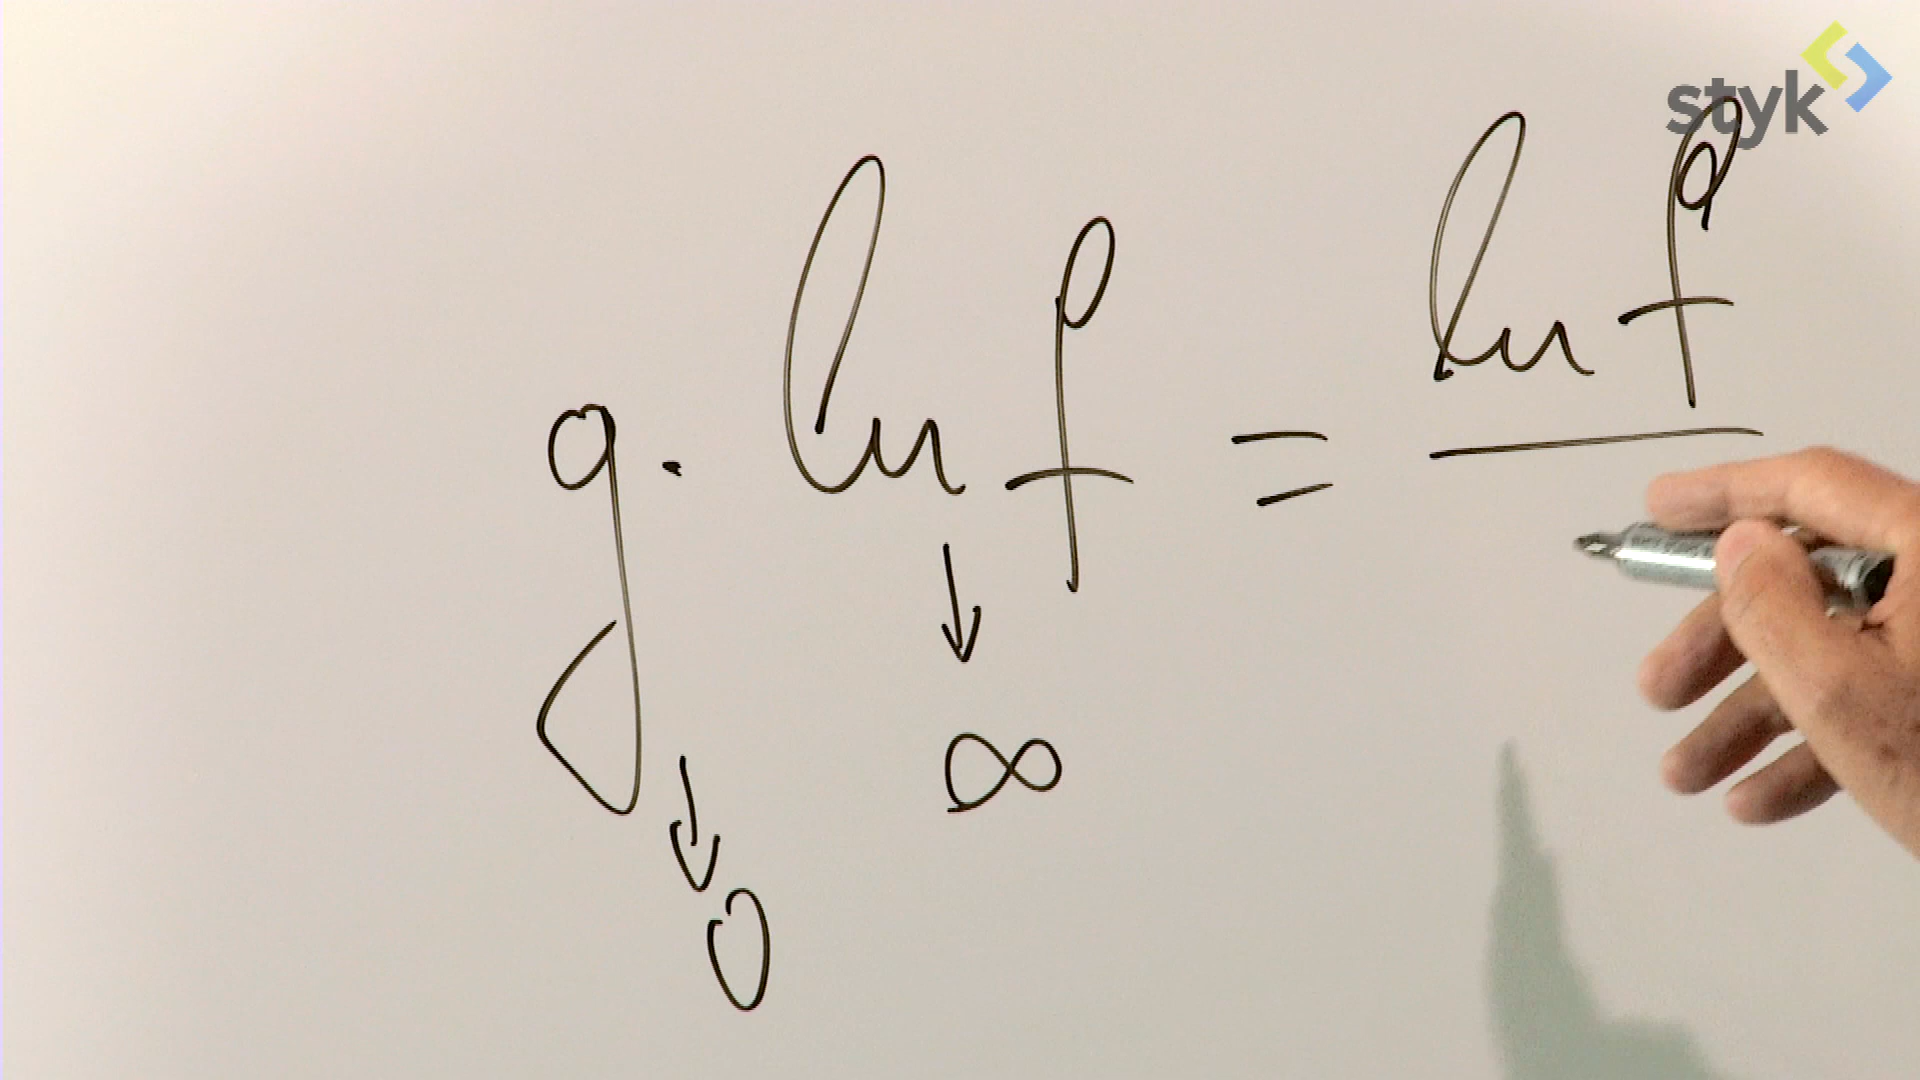 styk
g · ln f = ln f
↓ ∞
↓ 0